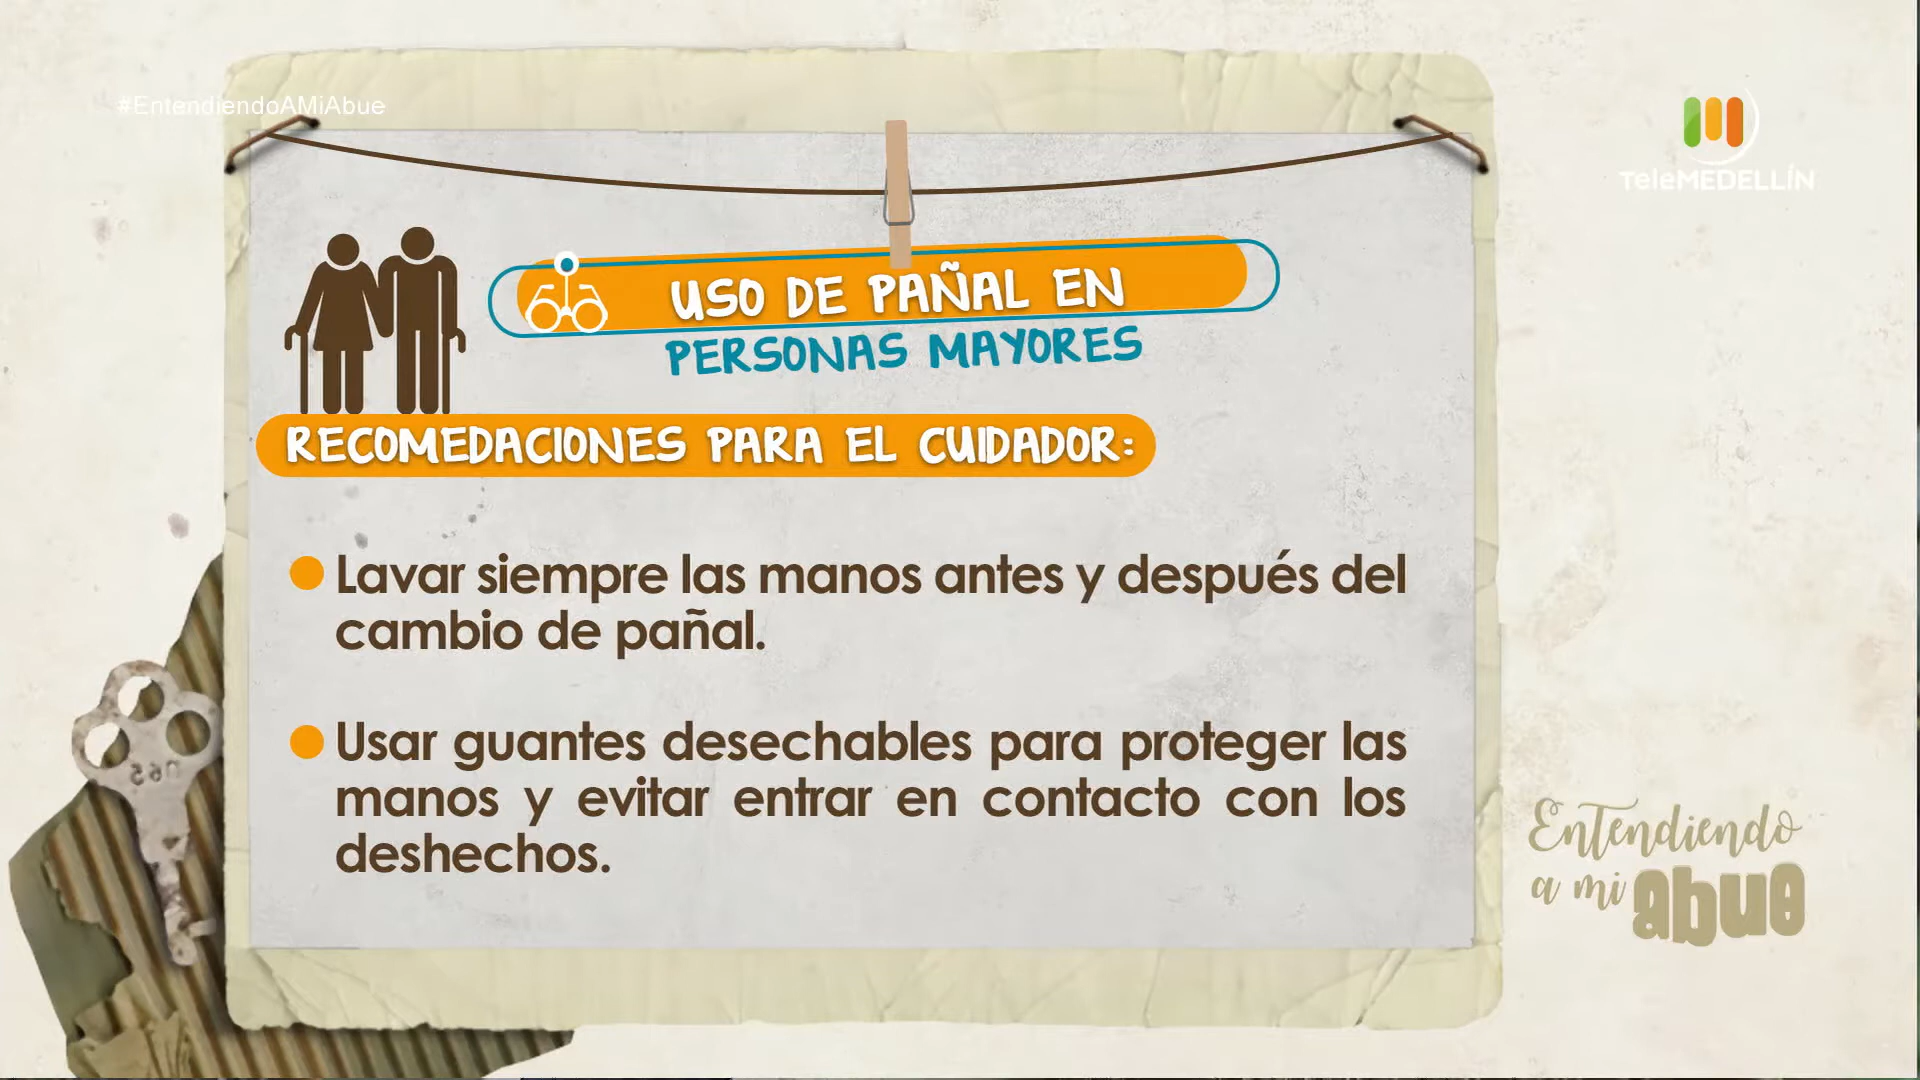 #EntendiendoAMiAbue
TeleMEDELLÍN
USO DE PAÑAL EN
PERSONAS MAYORES
RECOMEDACIONES PARA EL CUIDADOR:
Lavar siempre las manos antes y después del
cambio de pañal.
Usar guantes desechables para proteger las
manos y evitar entrar en contacto con los
deshechos.
Entendiendo
a mi abue